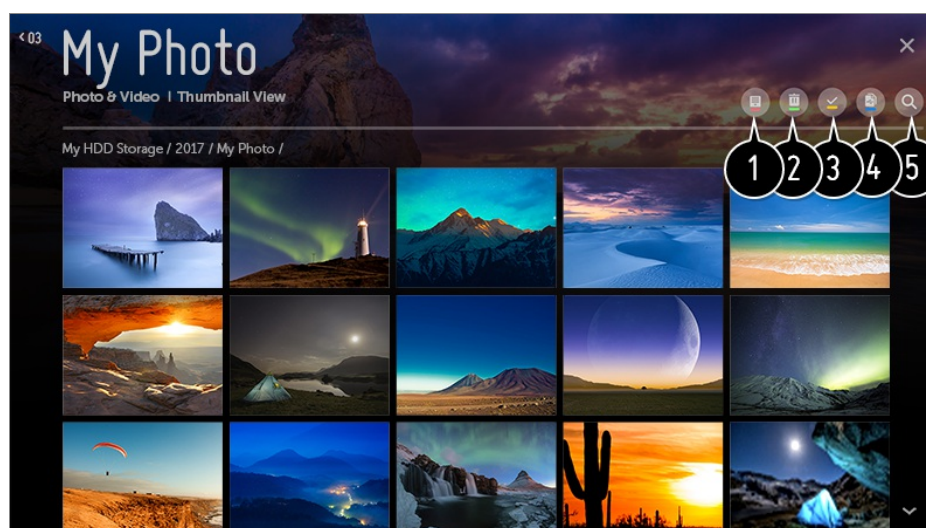 03
My Photo
Photo & Video | Thumbnail View
1 2 3 4 5
My HDD Storage / 2017 / My Photo /